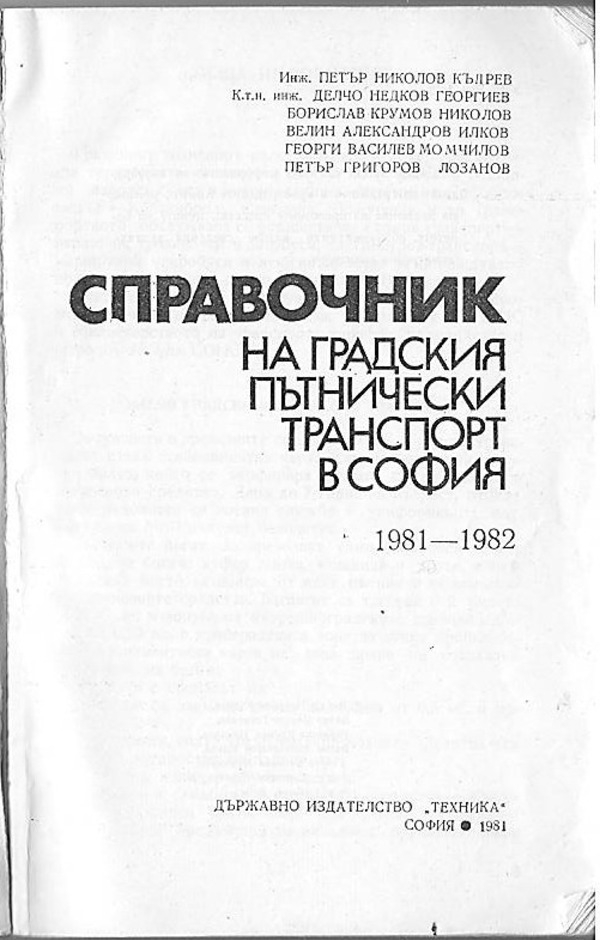 Инж. ПЕТЪР НИКОЛОВ КЪДРЕВ
К.т.н. инж. ДЕЛЧО НЕДКОВ ГЕОРГИЕВ
БОРИСЛАВ КРУМОВ НИКОЛОВ
ВЕЛИН АЛЕКСАНДРОВ ИЛКОВ
ГЕОРГИ ВАСИЛЕВ МОМЧИЛОВ
ПЕТЪР ГРИГОРОВ ЛОЗАНОВ
СПРАВОЧНИК
НА ГРАДСКИЯ
ПЪТНИЧЕСКИ
ТРАНСПОРТ
В СОФИЯ
1981—1982
ДЪРЖАВНО ИЗДАТЕЛСТВО „ТЕХНИКА“
СОФИЯ ● 1981